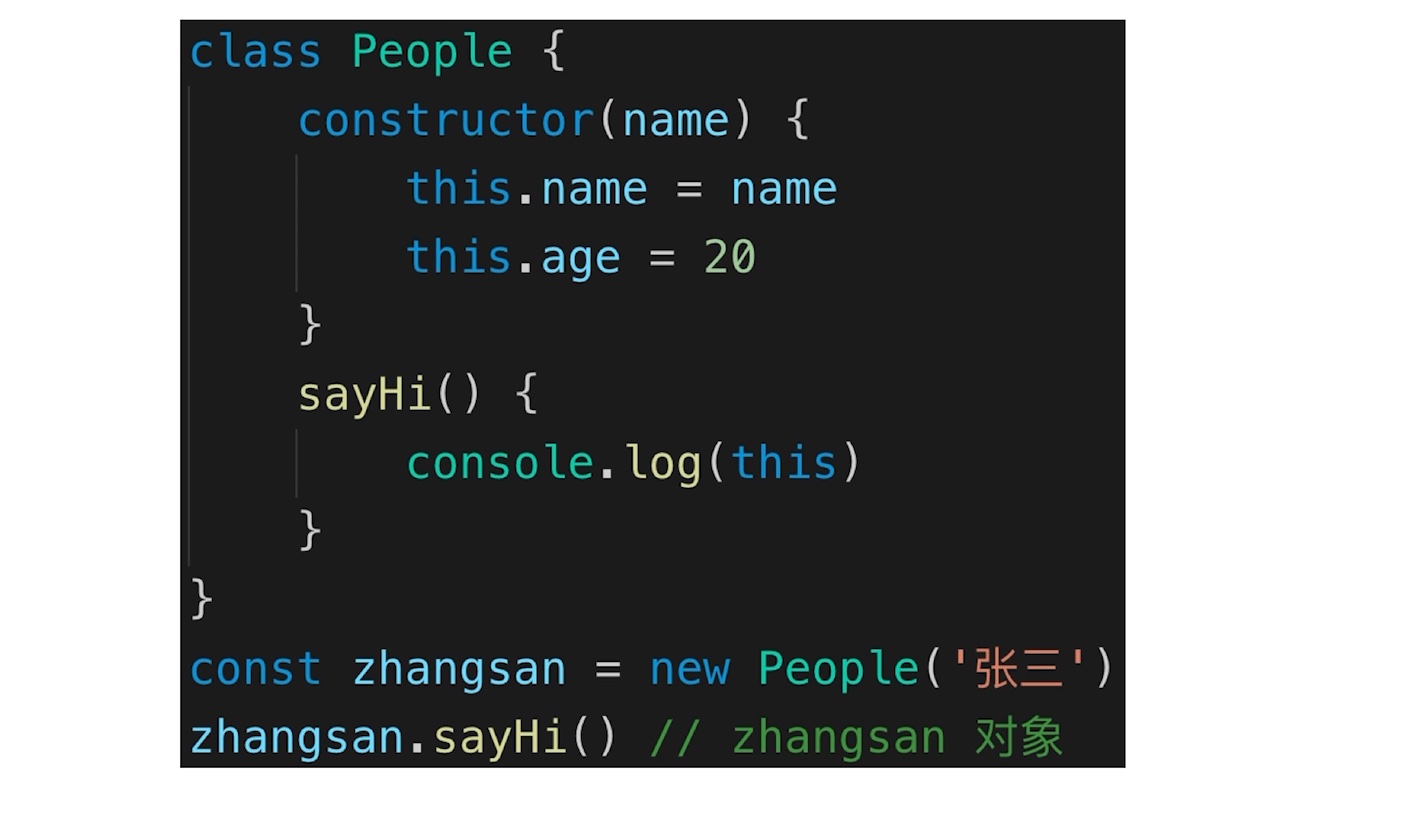 class People {
    constructor(name) {
        this.name = name
        this.age = 20
    }
    sayHi() {
        console.log(this)
    }
}
const zhangsan = new People('张三')
zhangsan.sayHi() // zhangsan 对象